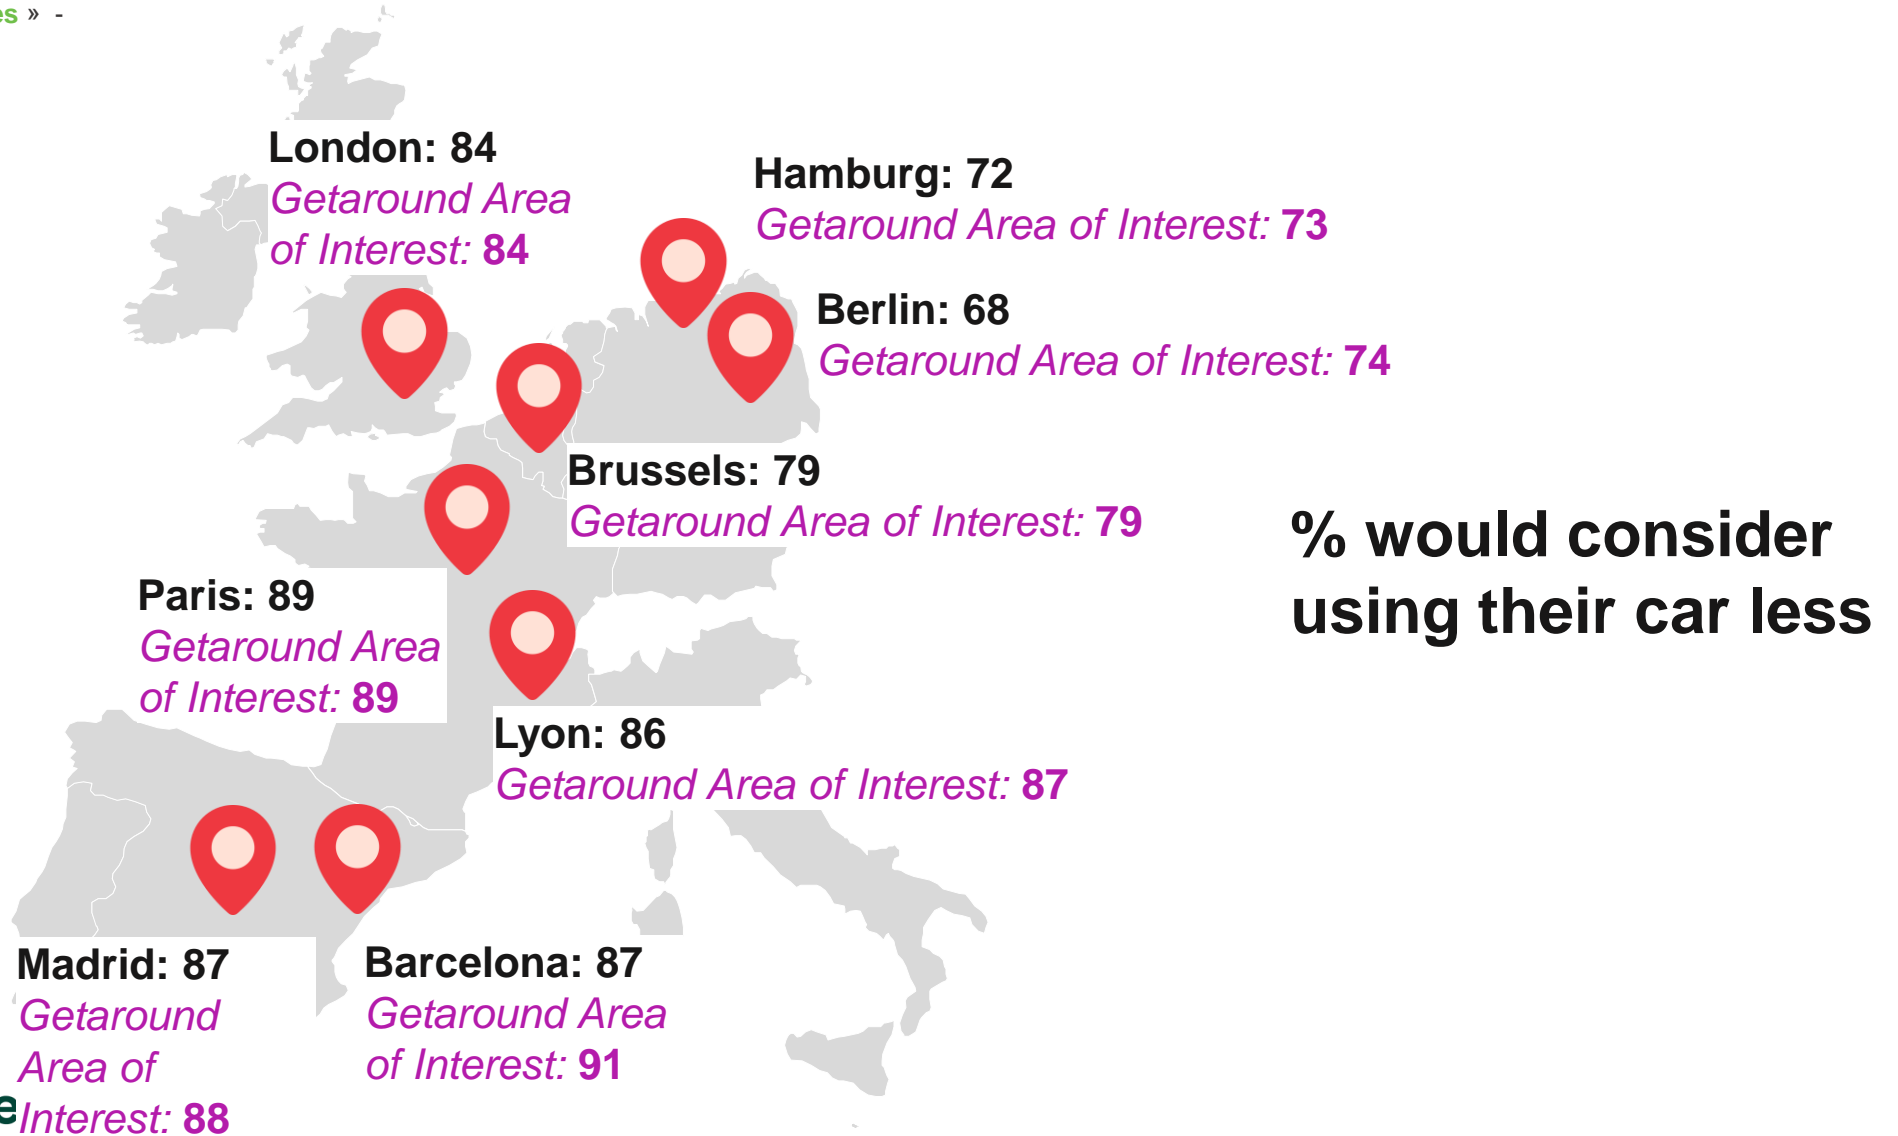 es » -
London: 84
Getaround Area
of Interest: 84
Hamburg: 72
Getaround Area of Interest: 73
Berlin: 68
Getaround Area of Interest: 74
Brussels: 79
Getaround Area of Interest: 79
% would consider
using their car less
Paris: 89
Getaround Area
of Interest: 89
Lyon: 86
Getaround Area of Interest: 87
Madrid: 87
Getaround
Area of
Interest: 88
Barcelona: 87
Getaround Area
of Interest: 91
e